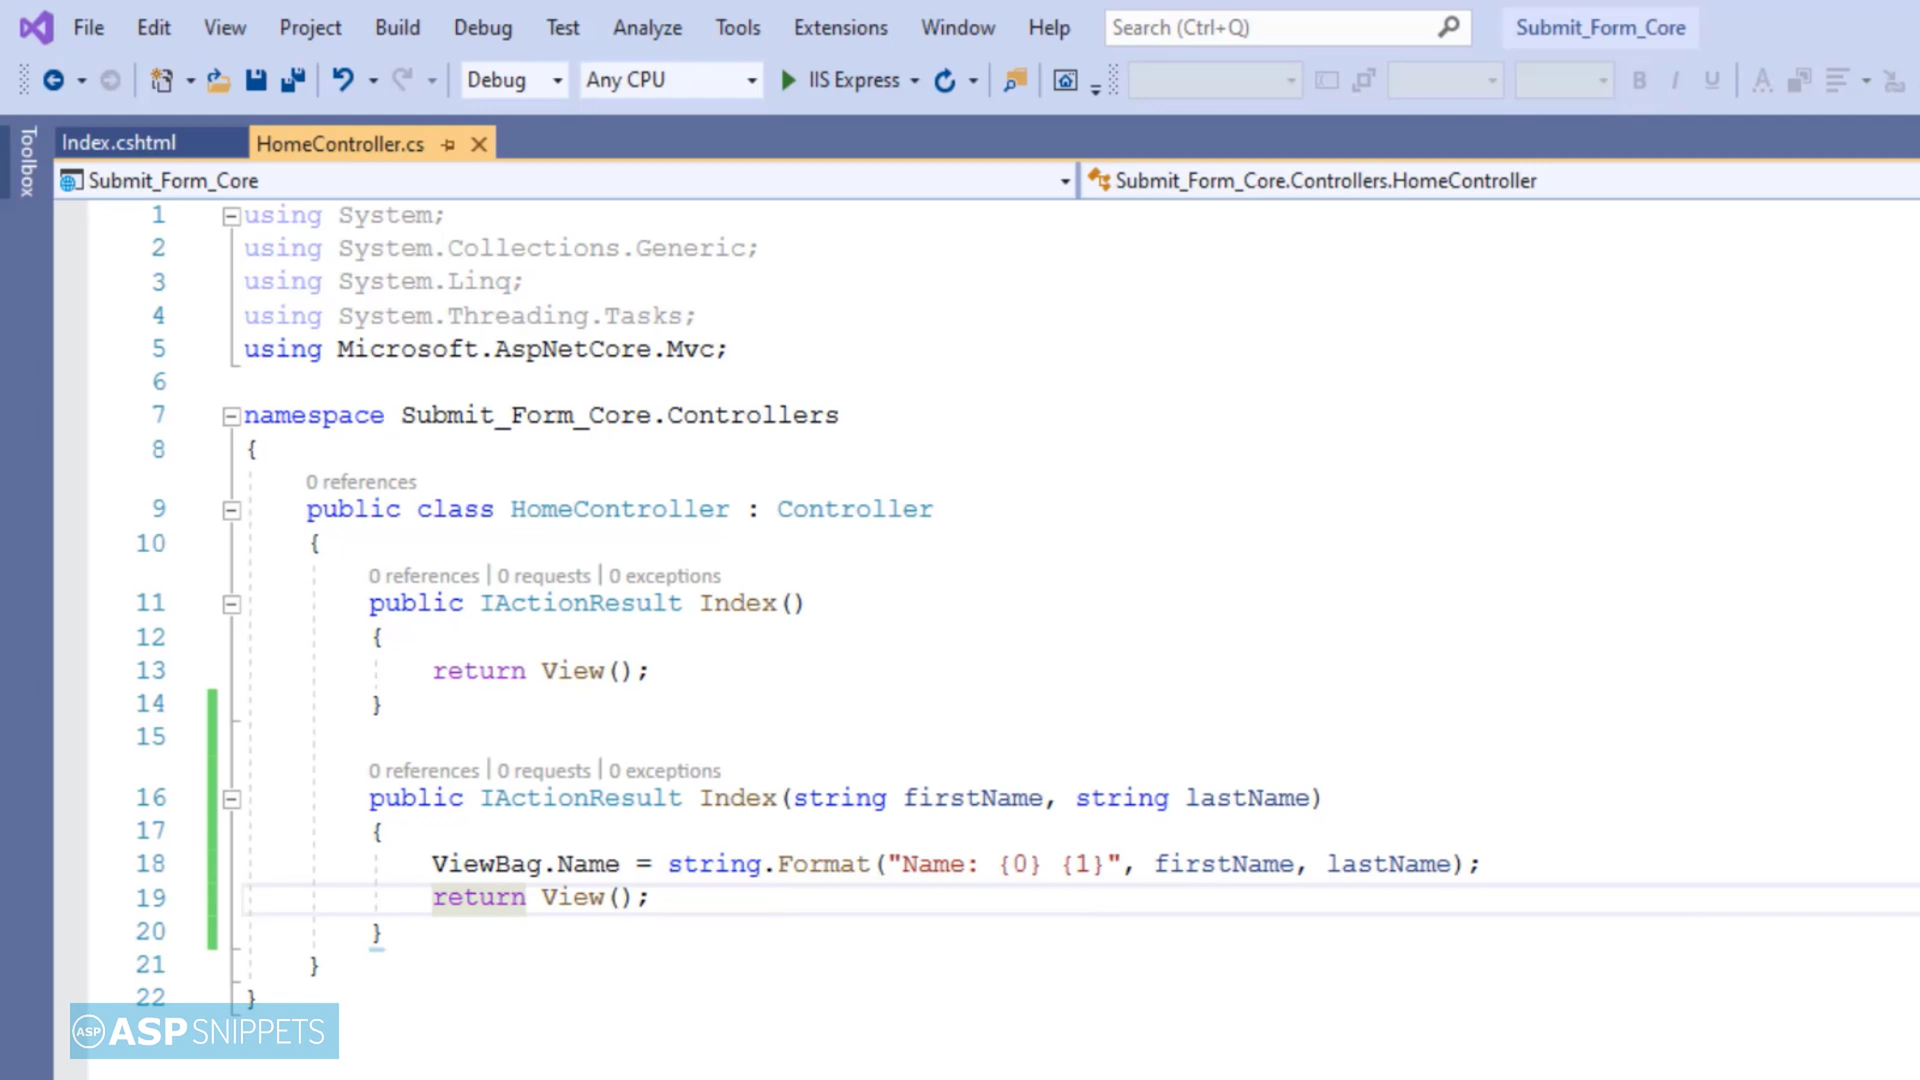 File Edit View Project Build Debug Test Analyze Tools Extensions Window Help Search (Ctrl+Q) Submit_Form_Core
Debug Any CPU IIS Express B I U A
Toolbox
Index.cshtml HomeController.cs
Submit_Form_Core Submit_Form_Core.Controllers.HomeController
1 using System;
2 using System.Collections.Generic;
3 using System.Linq;
4 using System.Threading.Tasks;
5 using Microsoft.AspNetCore.Mvc;
6
7 namespace Submit_Form_Core.Controllers
8 {
0 references
9 public class HomeController : Controller
10 {
0 references | 0 requests | 0 exceptions
11 public IActionResult Index()
12 {
13 return View();
14 }
15
0 references | 0 requests | 0 exceptions
16 public IActionResult Index(string firstName, string lastName)
17 {
18 ViewBag.Name = string.Format("Name: {0} {1}", firstName, lastName);
19 return View();
20 }
21 }
22 }
ASP ASPSNIPPETS